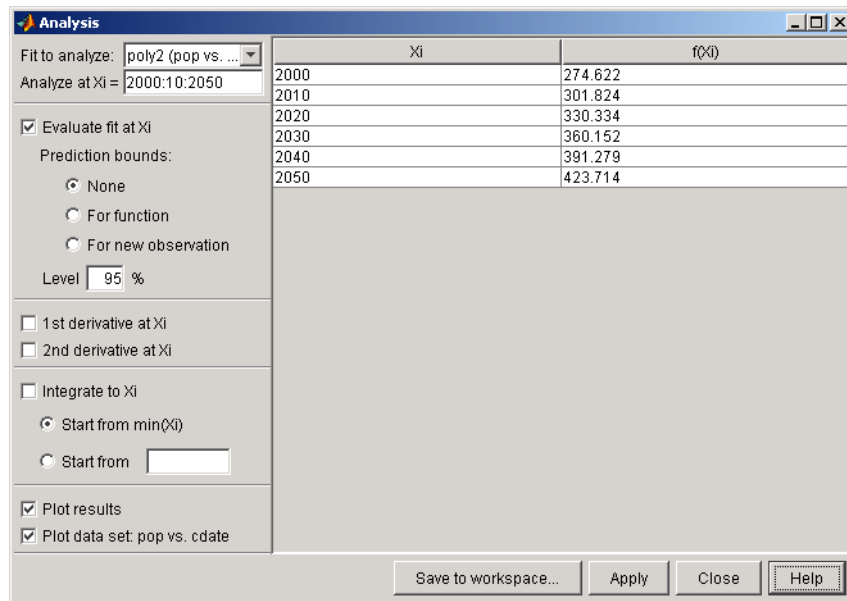 Analysis
Fit to analyze: poly2 (pop vs. ...
Analyze at Xi = 2000:10:2050
Evaluate fit at Xi
Prediction bounds:
None
For function
For new observation
Level 95 %
1st derivative at Xi
2nd derivative at Xi
Integrate to Xi
Start from min(Xi)
Start from
Plot results
Plot data set: pop vs. cdate
Xi f(Xi)
2000 274.622
2010 301.824
2020 330.334
2030 360.152
2040 391.279
2050 423.714
Save to workspace... Apply Close Help